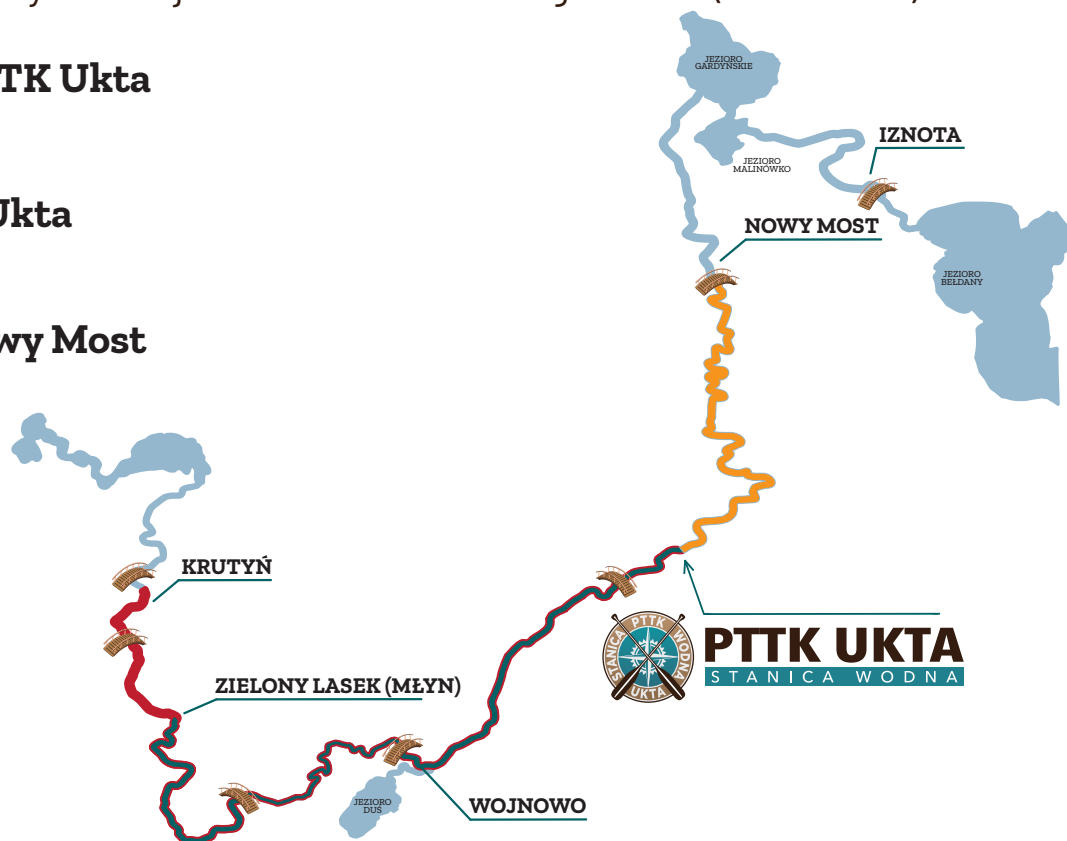 TK Ukta
Ukta
wy Most
JEZIORO
GARDYŃSKIE
IZNOTA
JEZIORO
MALINÓWKO
NOWY MOST
JEZIORO
BEŁDANY
KRUTYŃ
PTTK UKTA
STANICA WODNA
STANICA PTTK WODNA
UKTA
ZIELONY LASEK (MŁYN)
JEZIORO
DUŚ
WOJNOWO